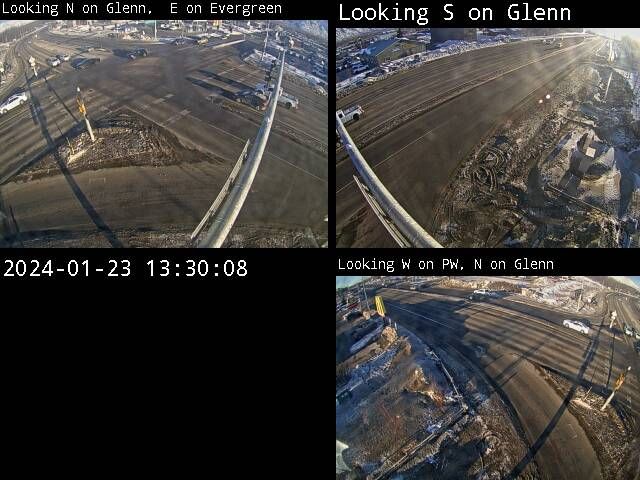 Looking N on Glenn,  E on Evergreen
Looking S on Glenn
2024-01-23 13:30:08
Looking W on PW, N on Glenn